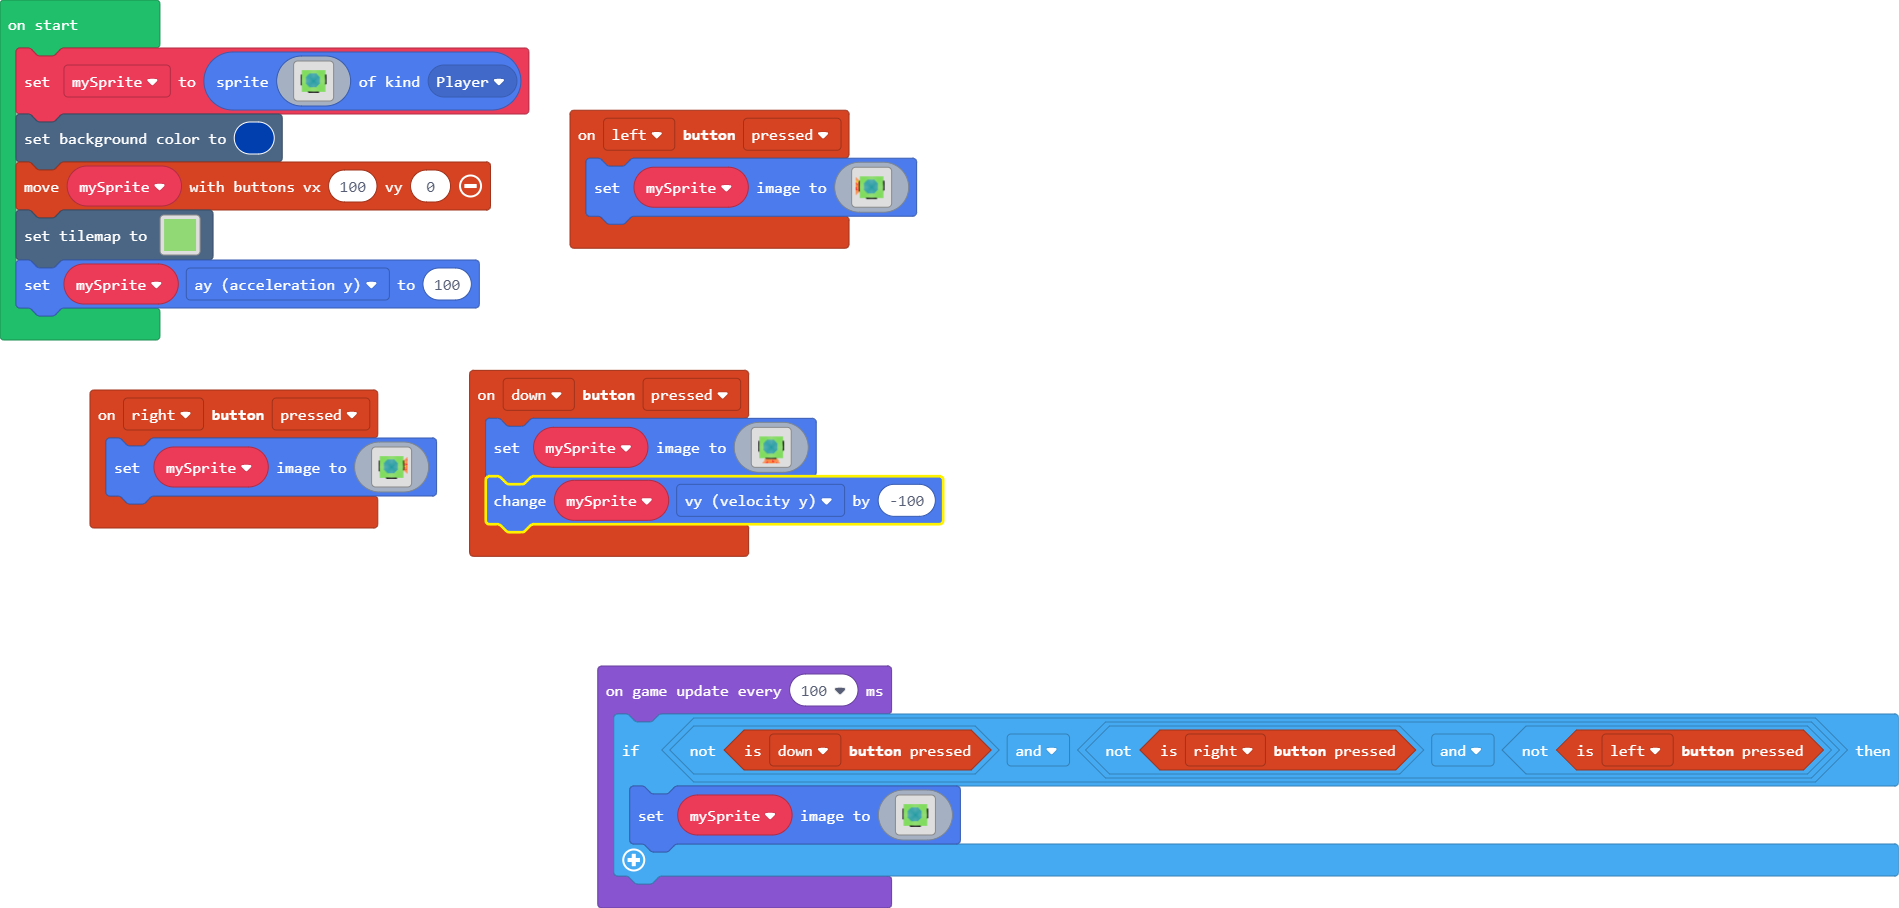 on start
set mySprite to sprite of kind Player
set background color to
move mySprite with buttons vx 100 vy 0
set tilemap to
set mySprite ay (acceleration y) to 100
on left button pressed
set mySprite image to
on right button pressed
set mySprite image to
on down button pressed
set mySprite image to
change mySprite vy (velocity y) by -100
on game update every 100 ms
if not is down button pressed and not is right button pressed and not is left button pressed then
set mySprite image to